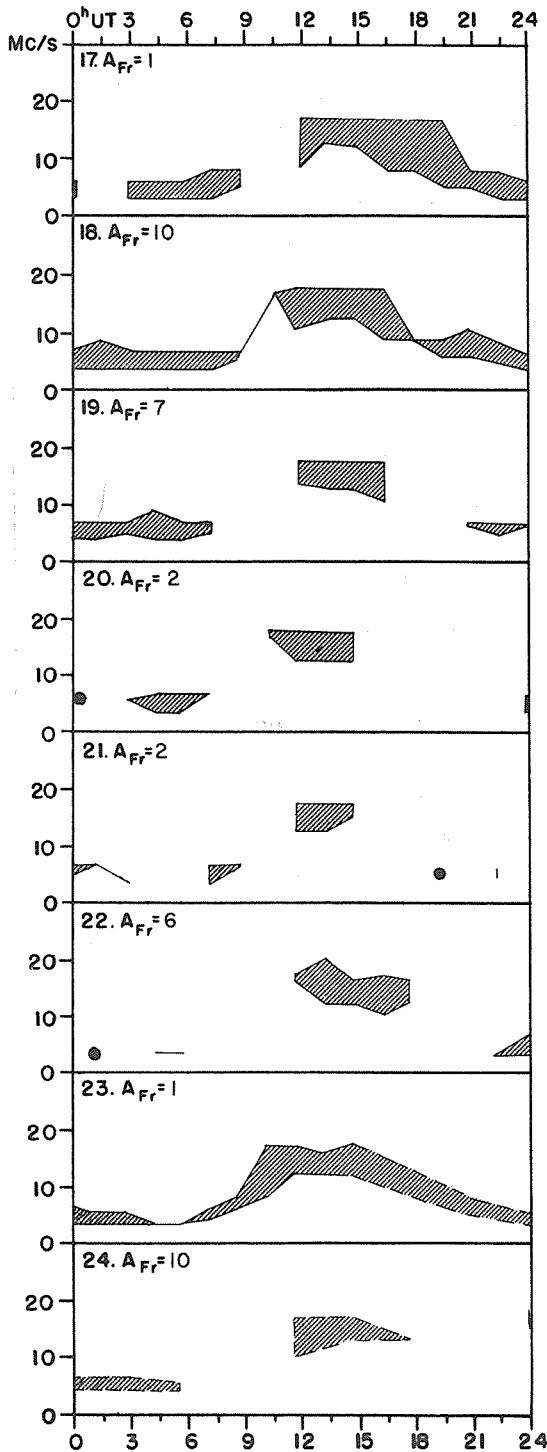 0ʰUT 3 6 9 12 15 18 21 24
Mc/s
17. A_Fr=1
20
10
0
18. A_Fr=10
20
10
0
19. A_Fr=7
20
10
0
20. A_Fr=2
20
10
0
21. A_Fr=2
20
10
0
22. A_Fr=6
20
10
0
23. A_Fr=1
20
10
0
24. A_Fr=10
20
10
0
0 3 6 9 12 15 18 21 24